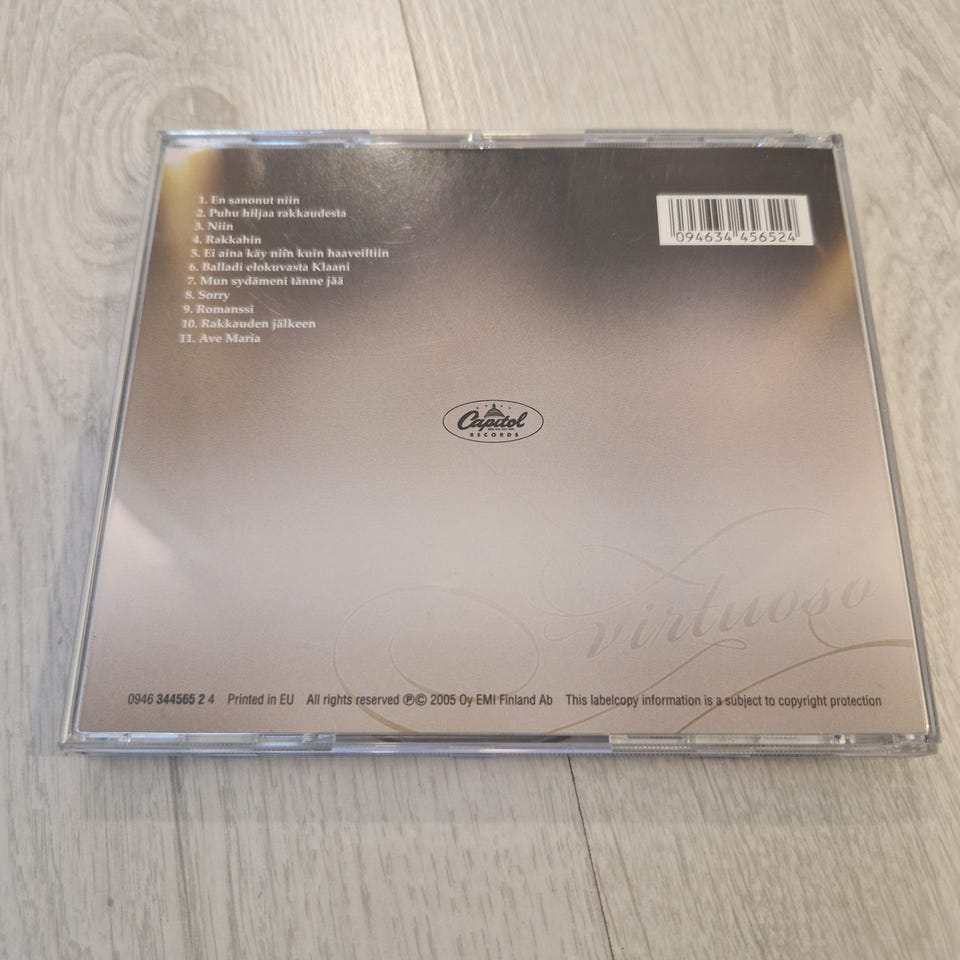 1. En sanonut niin
2. Puhu hiljaa rakkaudesta
3. Niin
4. Rakkahin
5. Ei aina käy niin kuin haaveiltiin
6. Balladi elokuvasta Klaani
7. Mun sydämeni tänne jää
8. Sorry
9. Romanssi
10. Rakkauden jälkeen
11. Ave Maria
094634 456524
Capitol
RECORDS
virtuoso
0946 344565 2 4 Printed in EU All rights reserved ℗© 2005 Oy EMI Finland Ab This labelcopy information is a subject to copyright protection